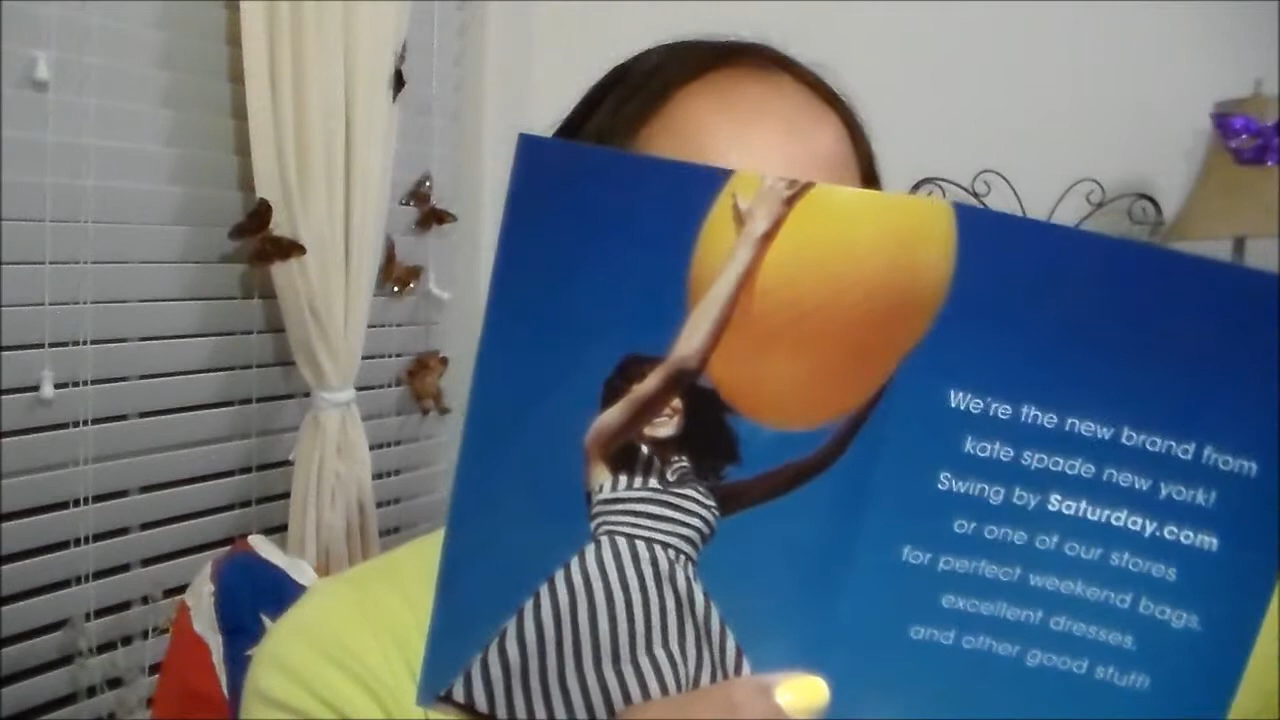 We're the new brand from
kate spade new york!
Swing by Saturday.com
or one of our stores
for perfect weekend bags,
excellent dresses,
and other good stuff!